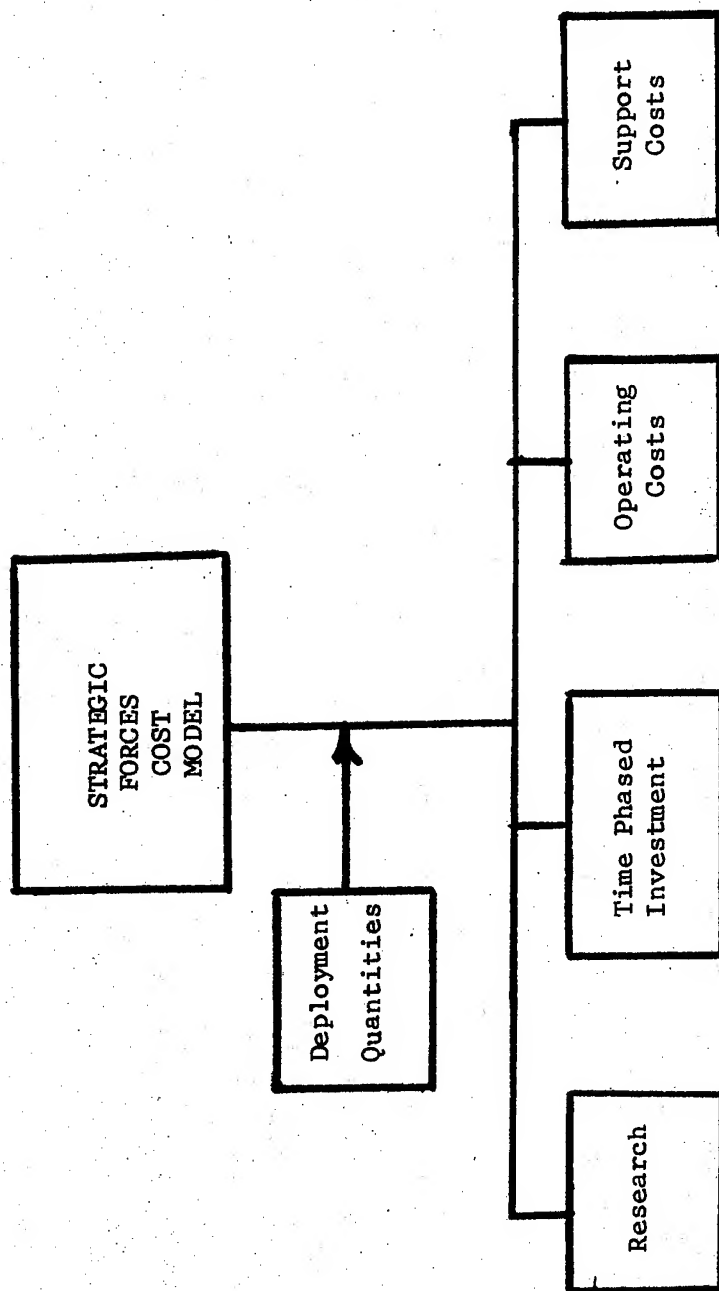 STRATEGIC
FORCES
COST
MODEL
Deployment
Quantities
Research
Time Phased
Investment
Operating
Costs
Support
Costs